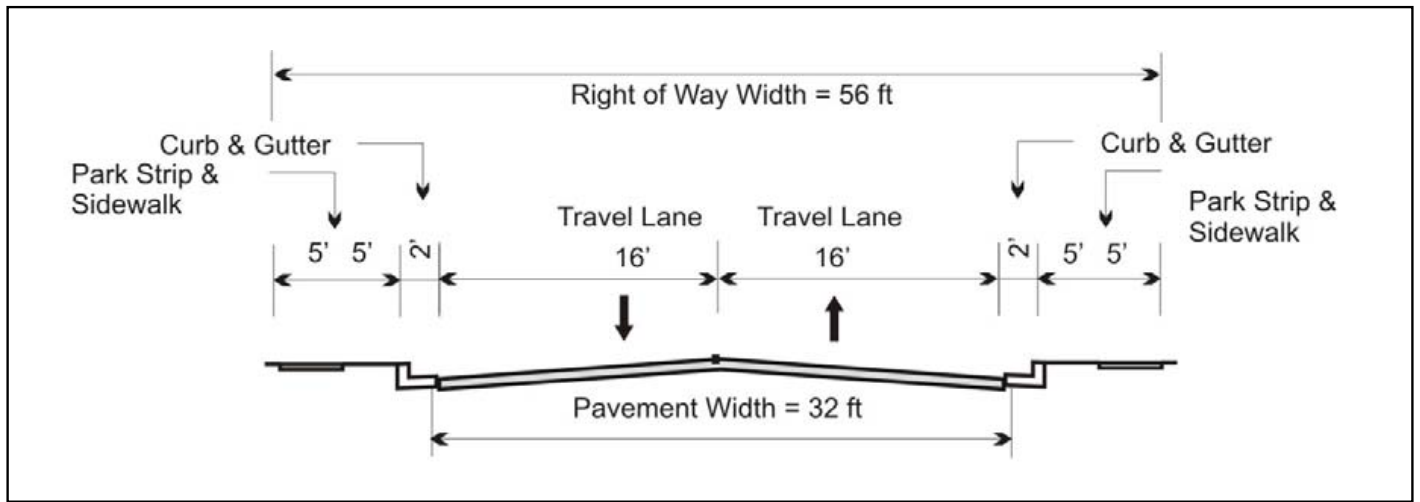 Right of Way Width = 56 ft
Curb & Gutter
Curb & Gutter
Park Strip &
Sidewalk
Park Strip &
Sidewalk
Travel Lane
Travel Lane
5’ 5’
2’
16’
16’
2’
5’ 5’
Pavement Width = 32 ft